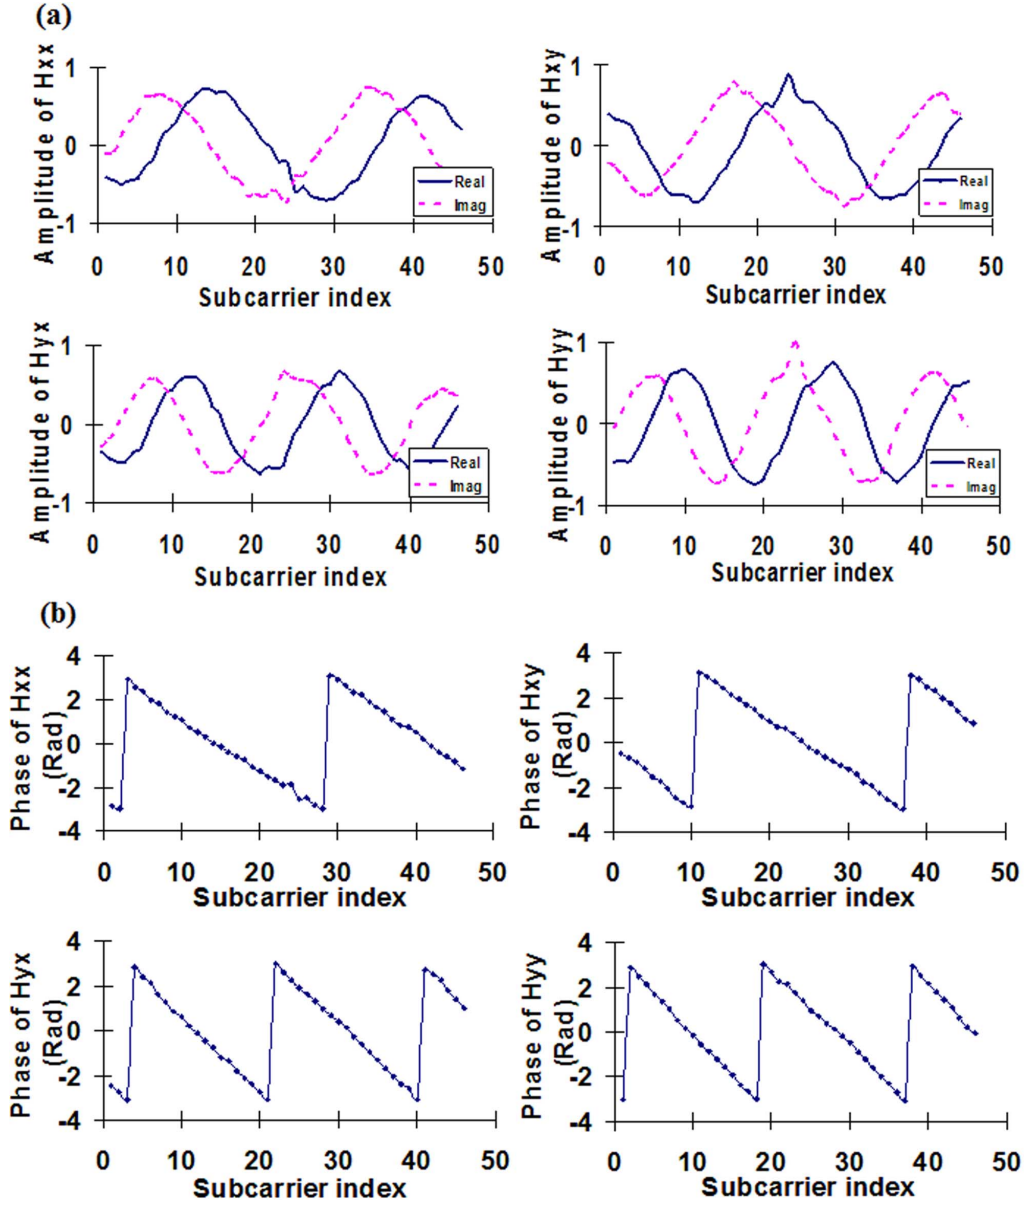 (a)
Amplitude of Hxx
1
0
-1
Real
Imag
0 10 20 30 40 50
Subcarrier index
Amplitude of Hxy
1
0
-1
Real
Imag
0 10 20 30 40 50
Subcarrier index
Amplitude of Hyx
1
0
-1
Real
Imag
0 10 20 30 40 50
Subcarrier index
Amplitude of Hyy
1
0
-1
Real
Imag
0 10 20 30 40 50
Subcarrier index
(b)
Phase of Hxx
(Rad)
4
2
0
-2
-4
0 10 20 30 40 50
Subcarrier index
Phase of Hxy
(Rad)
4
2
0
-2
-4
0 10 20 30 40 50
Subcarrier index
Phase of Hyx
(Rad)
4
2
0
-2
-4
0 10 20 30 40 50
Subcarrier index
Phase of Hyy
(Rad)
4
2
0
-2
-4
0 10 20 30 40 50
Subcarrier index